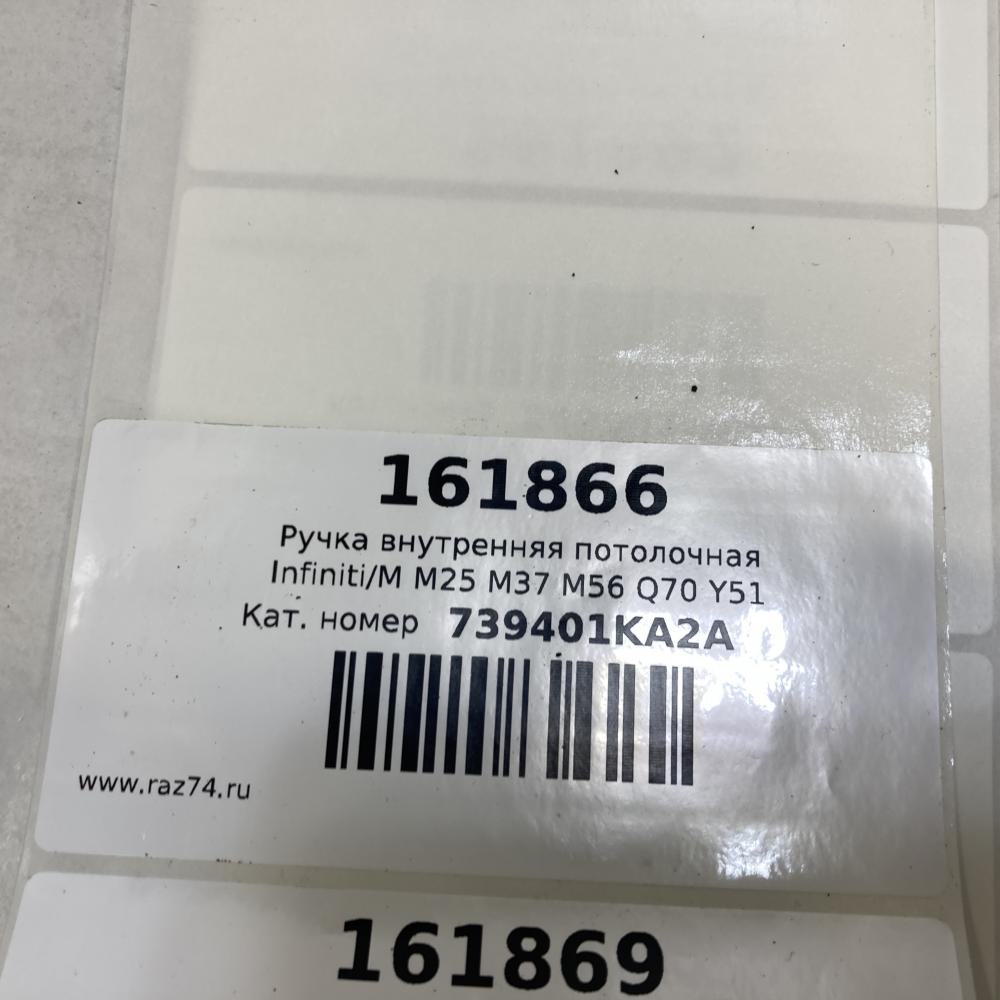 161866
Ручка внутренняя потолочная
Infiniti/M M25 M37 M56 Q70 Y51
Кат. номер 739401KA2A
www.raz74.ru
161869